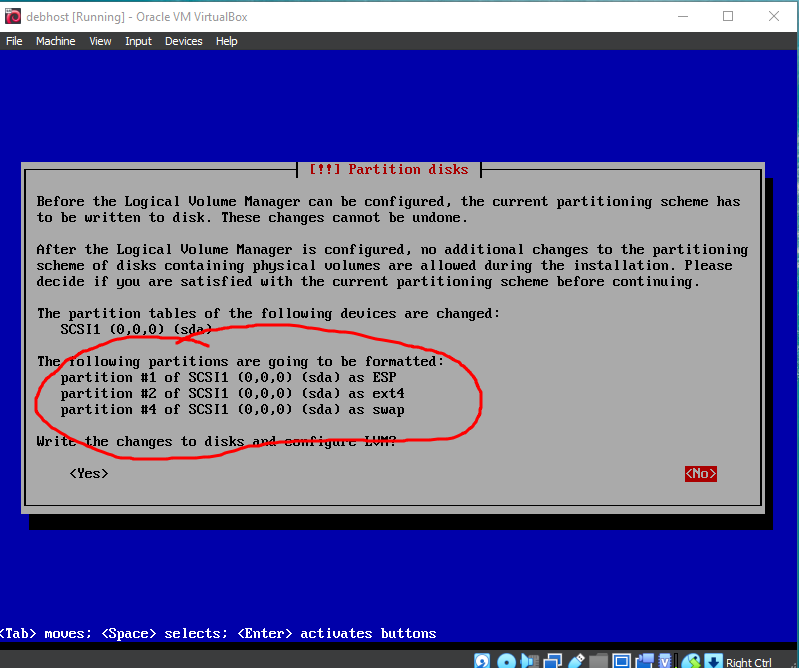 debhost [Running] - Oracle VM VirtualBox
File Machine View Input Devices Help
[!!] Partition disks
Before the Logical Volume Manager can be configured, the current partitioning scheme has
to be written to disk. These changes cannot be undone.
After the Logical Volume Manager is configured, no additional changes to the partitioning
scheme of disks containing physical volumes are allowed during the installation. Please
decide if you are satisfied with the current partitioning scheme before continuing.
The partition tables of the following devices are changed:
SCSI1 (0,0,0) (sda)
The following partitions are going to be formatted:
partition #1 of SCSI1 (0,0,0) (sda) as ESP
partition #2 of SCSI1 (0,0,0) (sda) as ext4
partition #4 of SCSI1 (0,0,0) (sda) as swap
Write the changes to disks and configure LVM?
<Yes> <No>
<Tab> moves; <Space> selects; <Enter> activates buttons
Right Ctrl